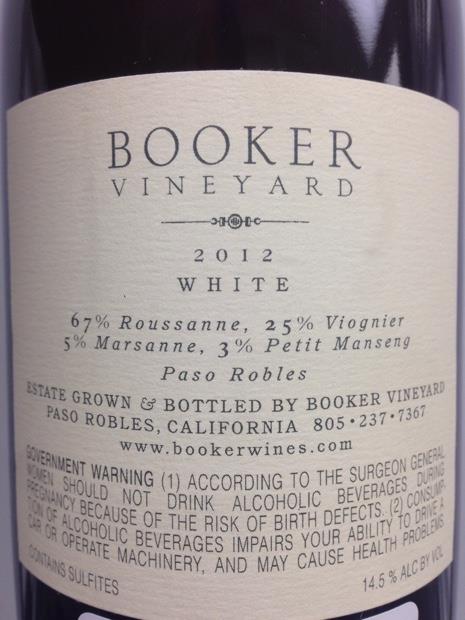 BOOKER
VINEYARD
2012
WHITE
67% Roussanne, 25% Viognier
5% Marsanne, 3% Petit Manseng
Paso Robles
ESTATE GROWN & BOTTLED BY BOOKER VINEYARD
PASO ROBLES, CALIFORNIA 805•237•7367
www.bookerwines.com
GOVERNMENT WARNING (1) ACCORDING TO THE SURGEON GENERAL
WOMEN SHOULD NOT DRINK ALCOHOLIC BEVERAGES DURING
PREGNANCY BECAUSE OF THE RISK OF BIRTH DEFECTS. (2) CONSUMP-
TION OF ALCOHOLIC BEVERAGES IMPAIRS YOUR ABILITY TO DRIVE A
CAR OR OPERATE MACHINERY, AND MAY CAUSE HEALTH PROBLEMS
CONTAINS SULFITES
14.5% ALC BY VOL